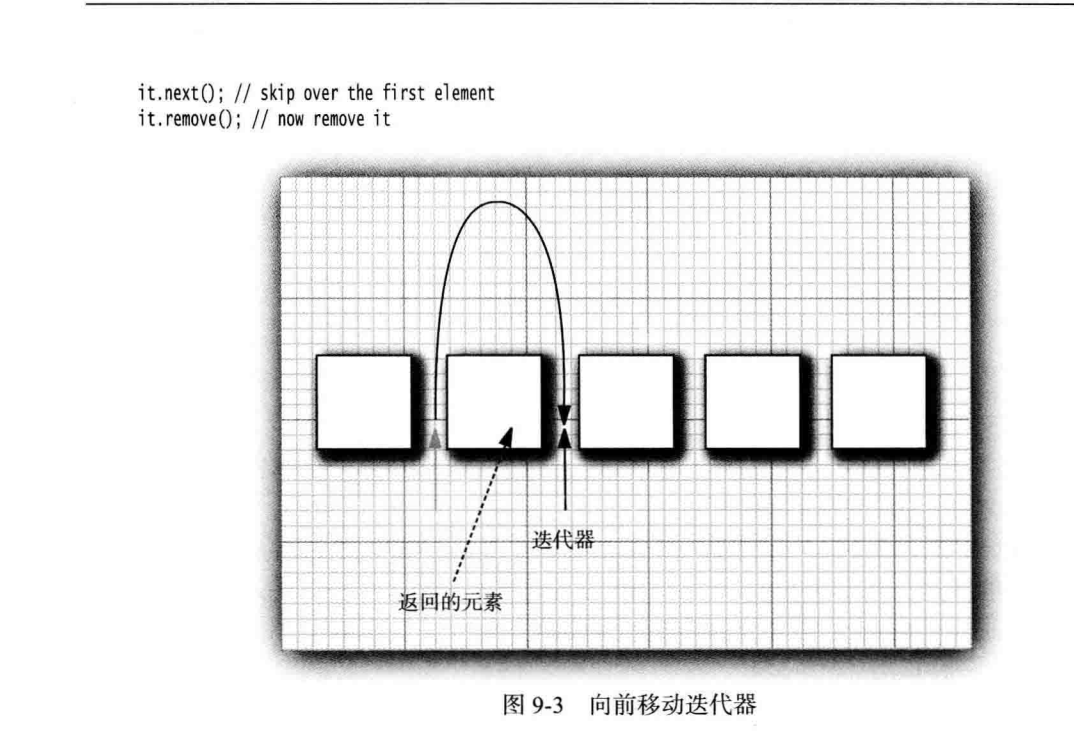 it.next(); // skip over the first element
it.remove(); // now remove it
迭代器
返回的元素
图 9-3 向前移动迭代器